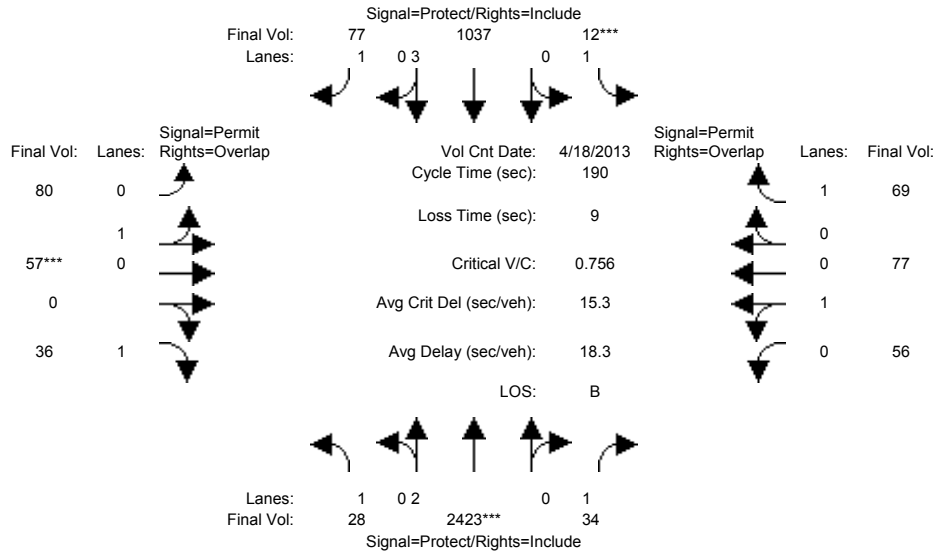 Signal=Protect/Rights=Include
Final Vol: 77 1037 12***
Lanes: 1 0 3 0 1
Signal=Permit Signal=Permit
Final Vol: Lanes: Rights=Overlap Vol Cnt Date: 4/18/2013 Rights=Overlap Lanes: Final Vol:
Cycle Time (sec): 190
80 0 1 69
Loss Time (sec): 9
1 0
57*** 0 Critical V/C: 0.756 0 77
0 Avg Crit Del (sec/veh): 15.3 1
36 1 Avg Delay (sec/veh): 18.3 0 56
LOS: B
Lanes: 1 0 2 0 1
Final Vol: 28 2423*** 34
Signal=Protect/Rights=Include